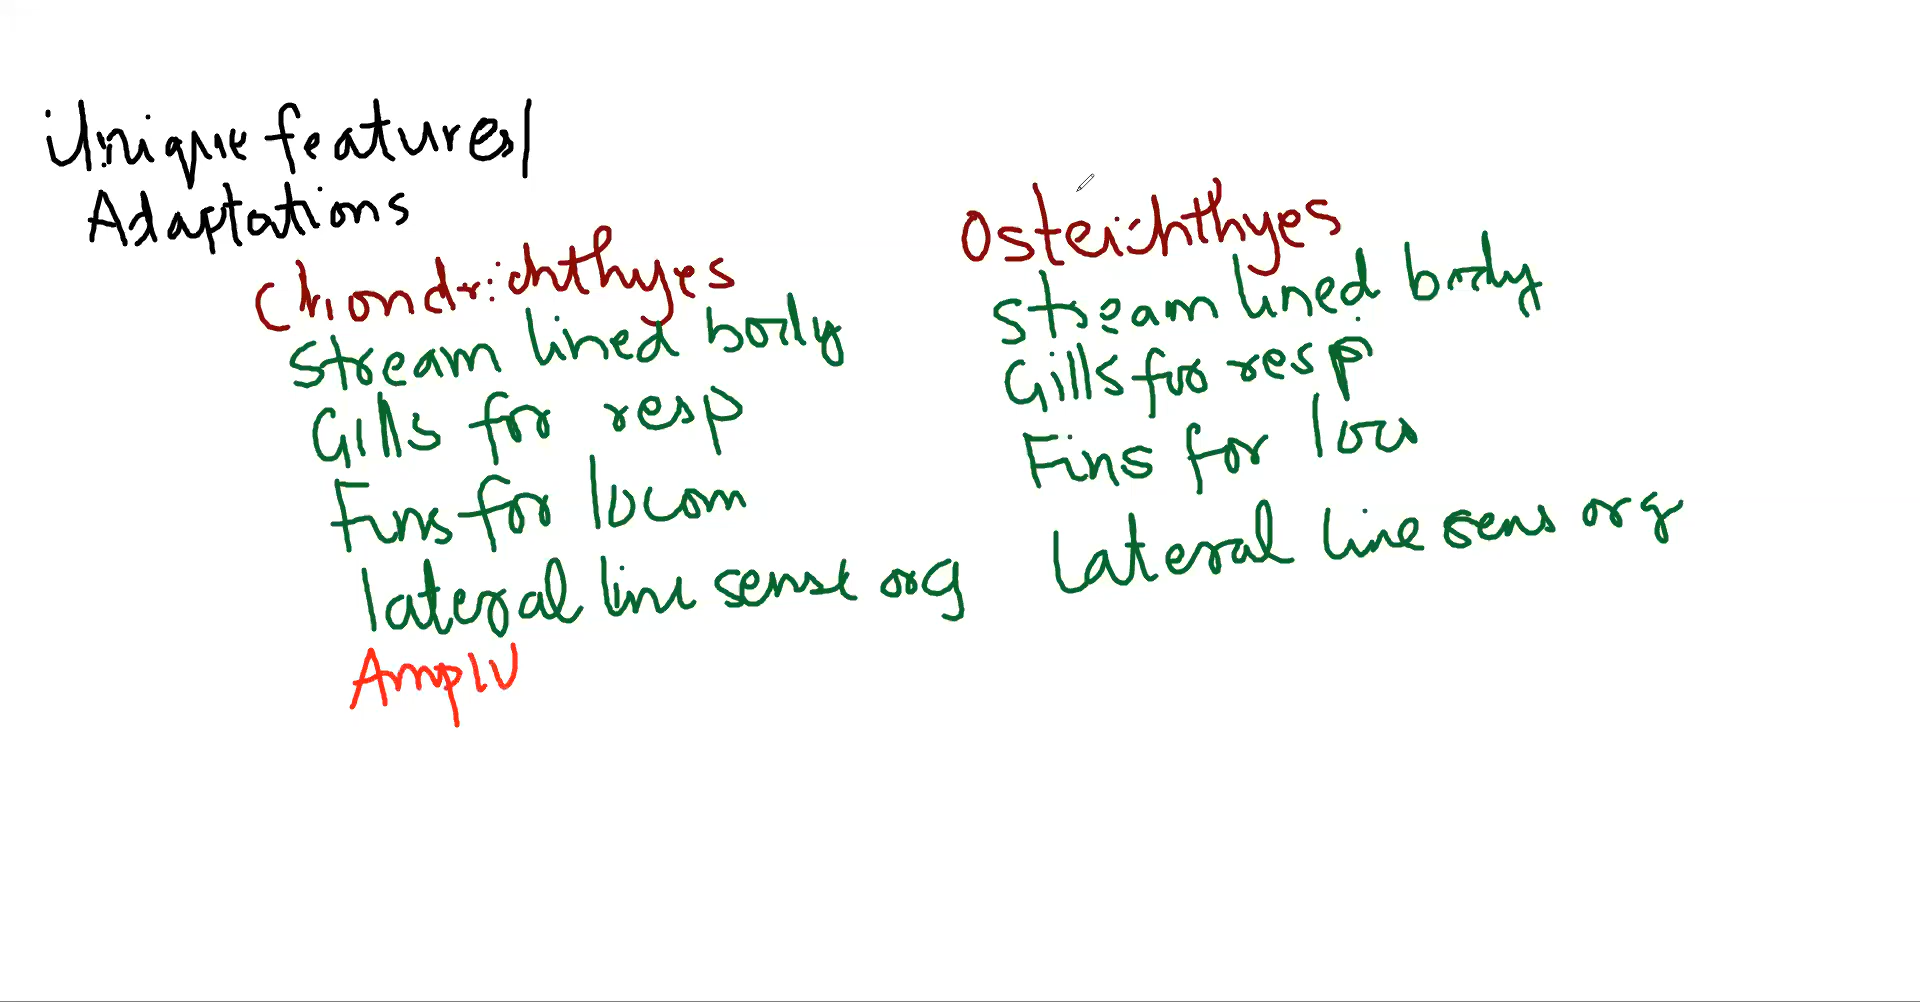 Unique features/
Adaptations
Chondrichthyes
Stream lined body
Gills for resp
Fins for locom
lateral line sense org
Ampu
Osteichthyes
Stream lined body
Gills for resp
Fins for loco
Lateral line sens org